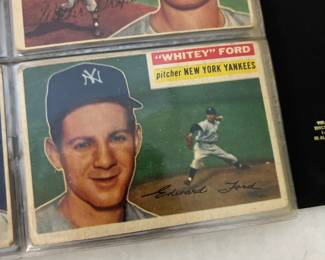 "WHITEY" FORD
pitcher NEW YORK YANKEES
NY
Edward Ford